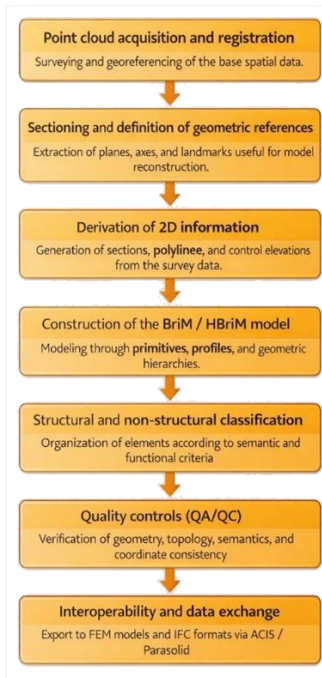 Point cloud acquisition and registration
Surveying and georeferencing of the base spatial data.
Sectioning and definition of geometric references
Extraction of planes, axes, and landmarks useful for model
reconstruction.
Derivation of 2D information
Generation of sections, polylinee, and control elevations
from the survey data.
Construction of the BriM / HBriM model
Modeling through primitives, profiles, and geometric
hierarchies.
Structural and non-structural classification
Organization of elements according to semantic and
functional criteria
Quality controls (QA/QC)
Verification of geometry, topology, semantics, and
coordinate consistency
Interoperability and data exchange
Export to FEM models and IFC formats via ACIS /
Parasolid